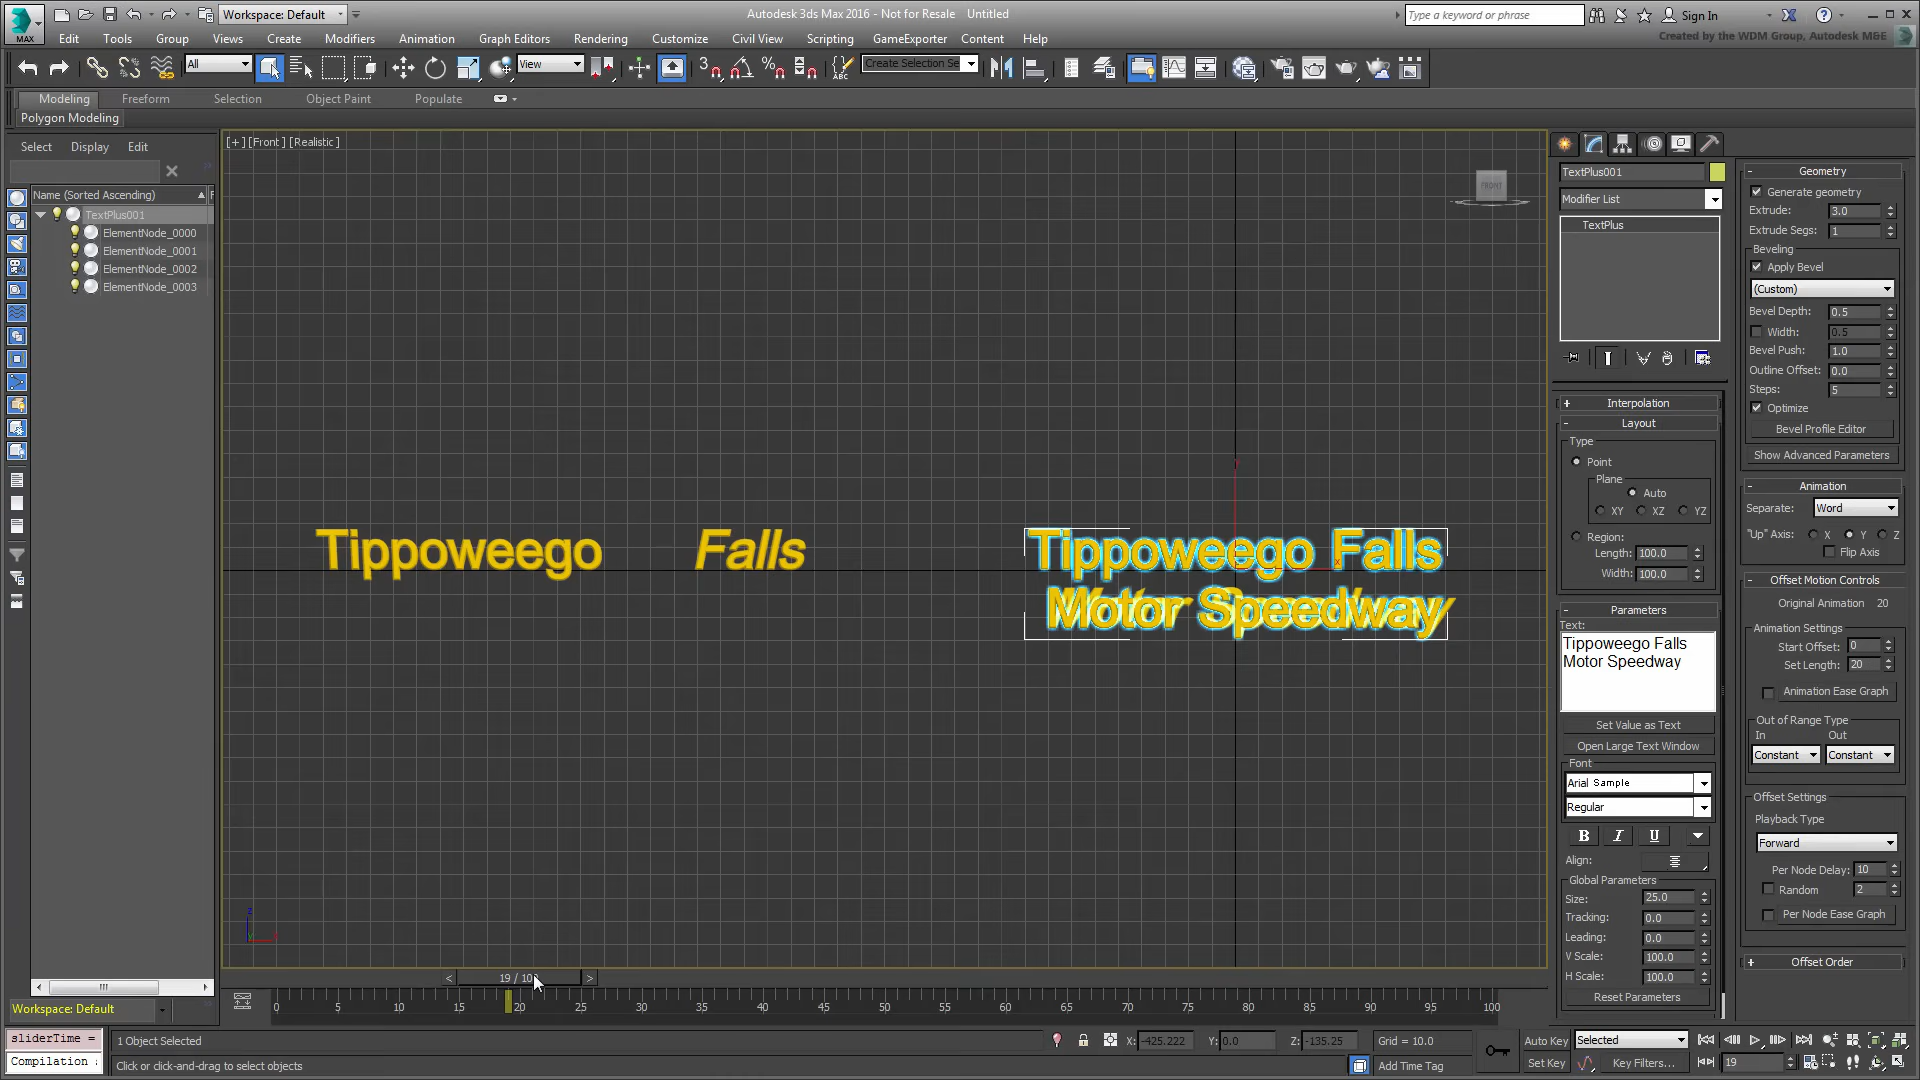 MAX
Workspace: Default
Autodesk 3ds Max 2016 - Not for Resale Untitled
Type a keyword or phrase
Sign In
Edit Tools Group Views Create Modifiers Animation Graph Editors Rendering Customize Civil View Scripting GameExporter Content Help
Created by the WDM Group, Autodesk M&E
All
View
Create Selection Se
Modeling Freeform Selection Object Paint Populate
Polygon Modeling
Select Display Edit
Name (Sorted Ascending)
TextPlus001
ElementNode_0000
ElementNode_0001
ElementNode_0002
ElementNode_0003
[+] [Front] [Realistic]
FRONT
Tippoweego Falls
Tippoweego Falls
Motor Speedway
TextPlus001
Modifier List
TextPlus
Interpolation
Layout
Type
Point
Plane
Auto
XY XZ YZ
Region:
Length: 100.0
Width: 100.0
Parameters
Text:
Tippoweego Falls
Motor Speedway
Set Value as Text
Open Large Text Window
Font
Arial Sample
Regular
B I U
Align:
Global Parameters
Size: 25.0
Tracking: 0.0
Leading: 0.0
V Scale: 100.0
H Scale: 100.0
Reset Parameters
Geometry
Generate geometry
Extrude: 3.0
Extrude Segs: 1
Beveling
Apply Bevel
(Custom)
Bevel Depth: 0.5
Width: 0.5
Bevel Push: 1.0
Outline Offset: 0.0
Steps: 5
Optimize
Bevel Profile Editor
Show Advanced Parameters
Animation
Separate: Word
"Up" Axis: X Y Z
Flip Axis
Offset Motion Controls
Original Animation 20
Animation Settings
Start Offset: 0
Set Length: 20
Animation Ease Graph
Out of Range Type
In Out
Constant Constant
Offset Settings
Playback Type
Forward
Per Node Delay: 10
Random 2
Per Node Ease Graph
Offset Order
< 19 / 10 >
0 5 10 15 20 25 30 35 40 45 50 55 60 65 70 75 80 85 90 95 100
Workspace: Default
sliderTime =
Compilation
1 Object Selected
Click or click-and-drag to select objects
X: -425.222 Y: 0.0 Z: -135.25 Grid = 10.0
Add Time Tag
Auto Key Selected
Set Key Key Filters...
19